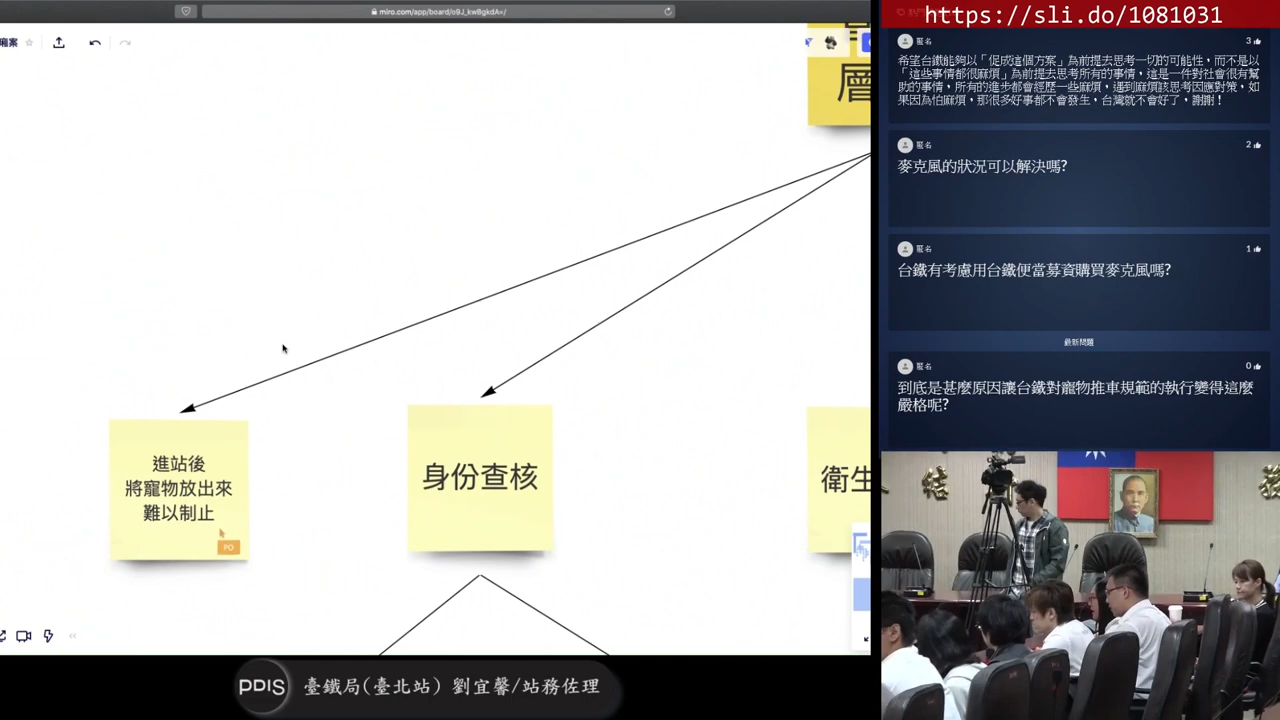 miro.com/app/board/o9J_kwBgkdA=/
https://sli.do/1081031
匿名
3
希望台鐵能夠以「促成這個方案」為前提去思考一切的可能性，而不是以
「這些事情都很麻煩」為前提去思考所有的事情，這是一件對社會很有幫
助的事情，所有的進步都會經歷一些麻煩，遇到麻煩該思考因應對策，如
果因為怕麻煩，那很多好事都不會發生，台灣就不會好了，謝謝！
匿名
2
麥克風的狀況可以解決嗎?
匿名
1
台鐵有考慮用台鐵便當募資購買麥克風嗎?
最新問題
匿名
0
到底是甚麼原因讓台鐵對寵物推車規範的執行變得這麼
嚴格呢?
層
進站後
將寵物放出來
難以制止
PO
身份查核
衛生
PDIS
臺鐵局(臺北站) 劉宜馨/站務佐理